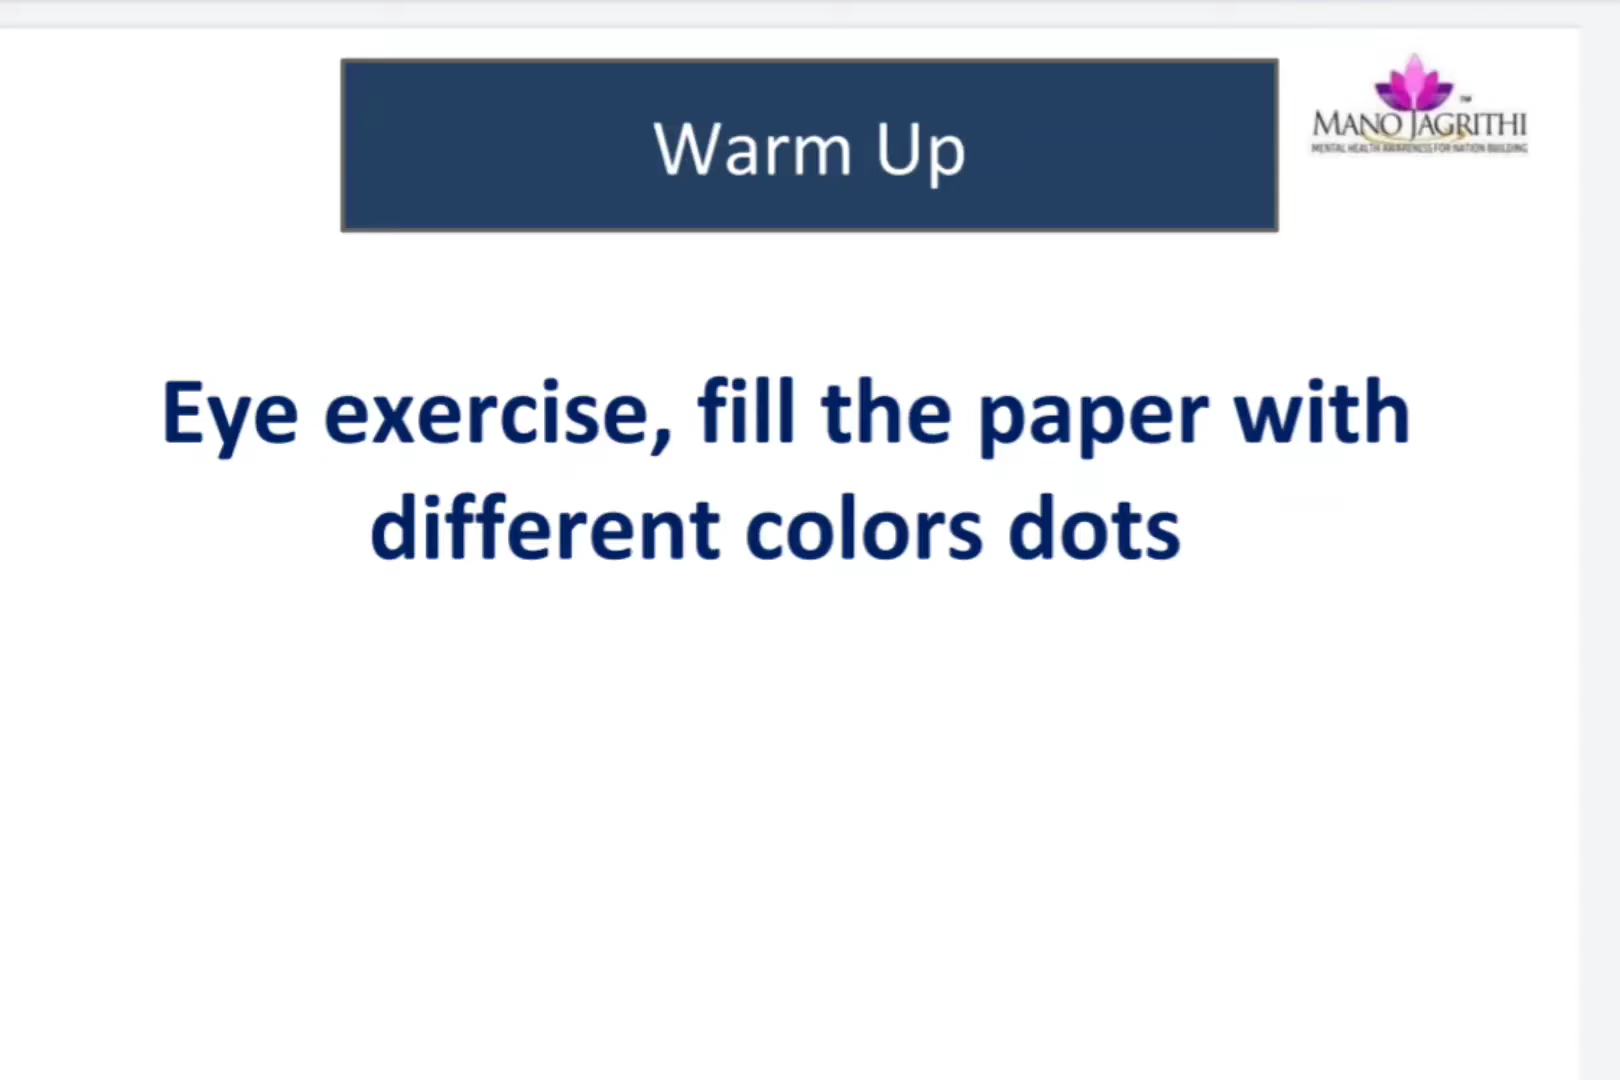 Warm Up
MANO JAGRITHI
MENTAL HEALTH AWARENESS FOR NATION BUILDING
Eye exercise, fill the paper with
different colors dots